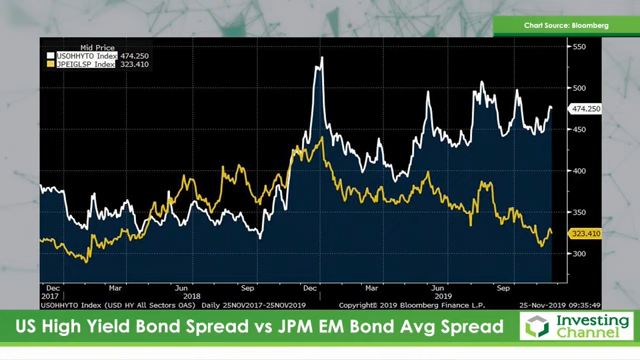 Chart Source: Bloomberg
Mid Price
USOHHYTO Index 474.250
JPEIGLSP Index 323.410
550
500
474.250
450
400
350
323.410
300
Dec Mar Jun Sep Dec Mar Jun Sep
2017 2018 2019
USOHHYTO Index (USD HY All Sectors OAS) Daily 25NOV2017-25NOV2019 Copyright© 2019 Bloomberg Finance L.P. 25-Nov-2019 09:35:49
US High Yield Bond Spread vs JPM EM Bond Avg Spread
Investing
Channel